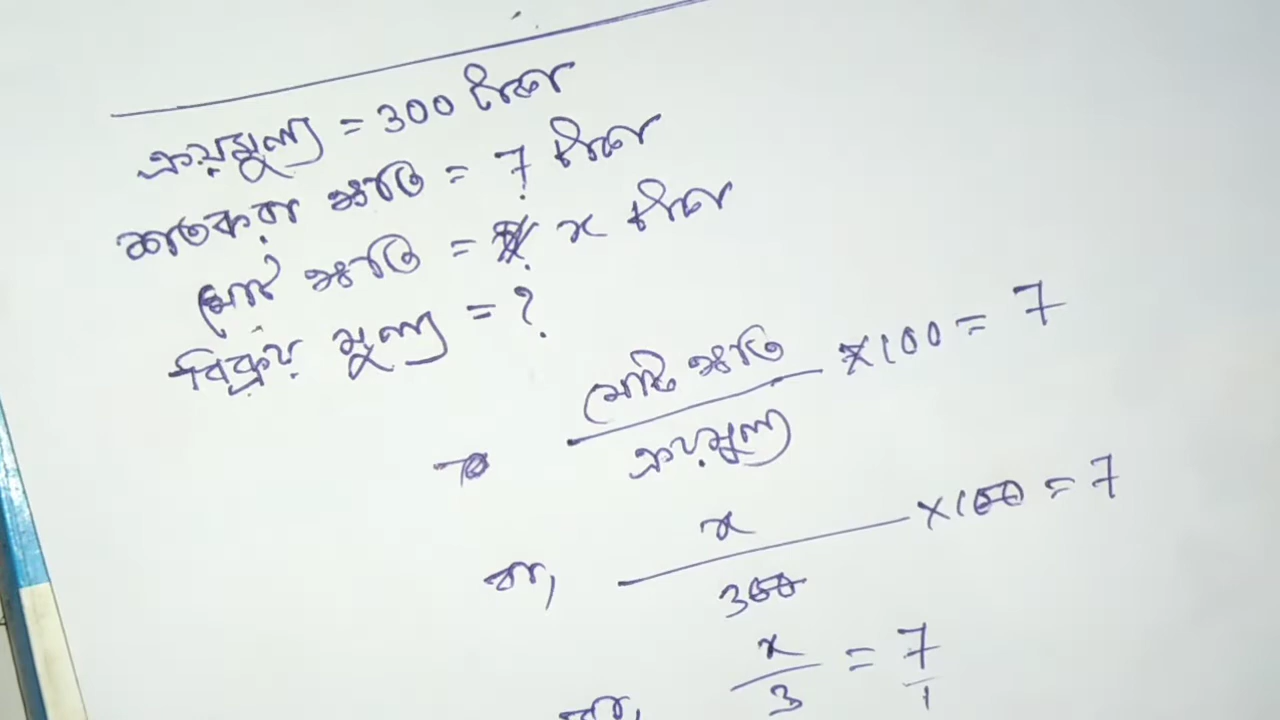 ক্রয়মূল্য = 300 টাকা
শতকরা ক্ষতি = 7 টাকা
মোট ক্ষতি = x টাকা
বিক্রয় মূল্য = ?
মোট ক্ষতি / ক্রয়মূল্য ×100 = 7
বা, x / 300 ×100 = 7
বা, x / 3 = 7 / 1